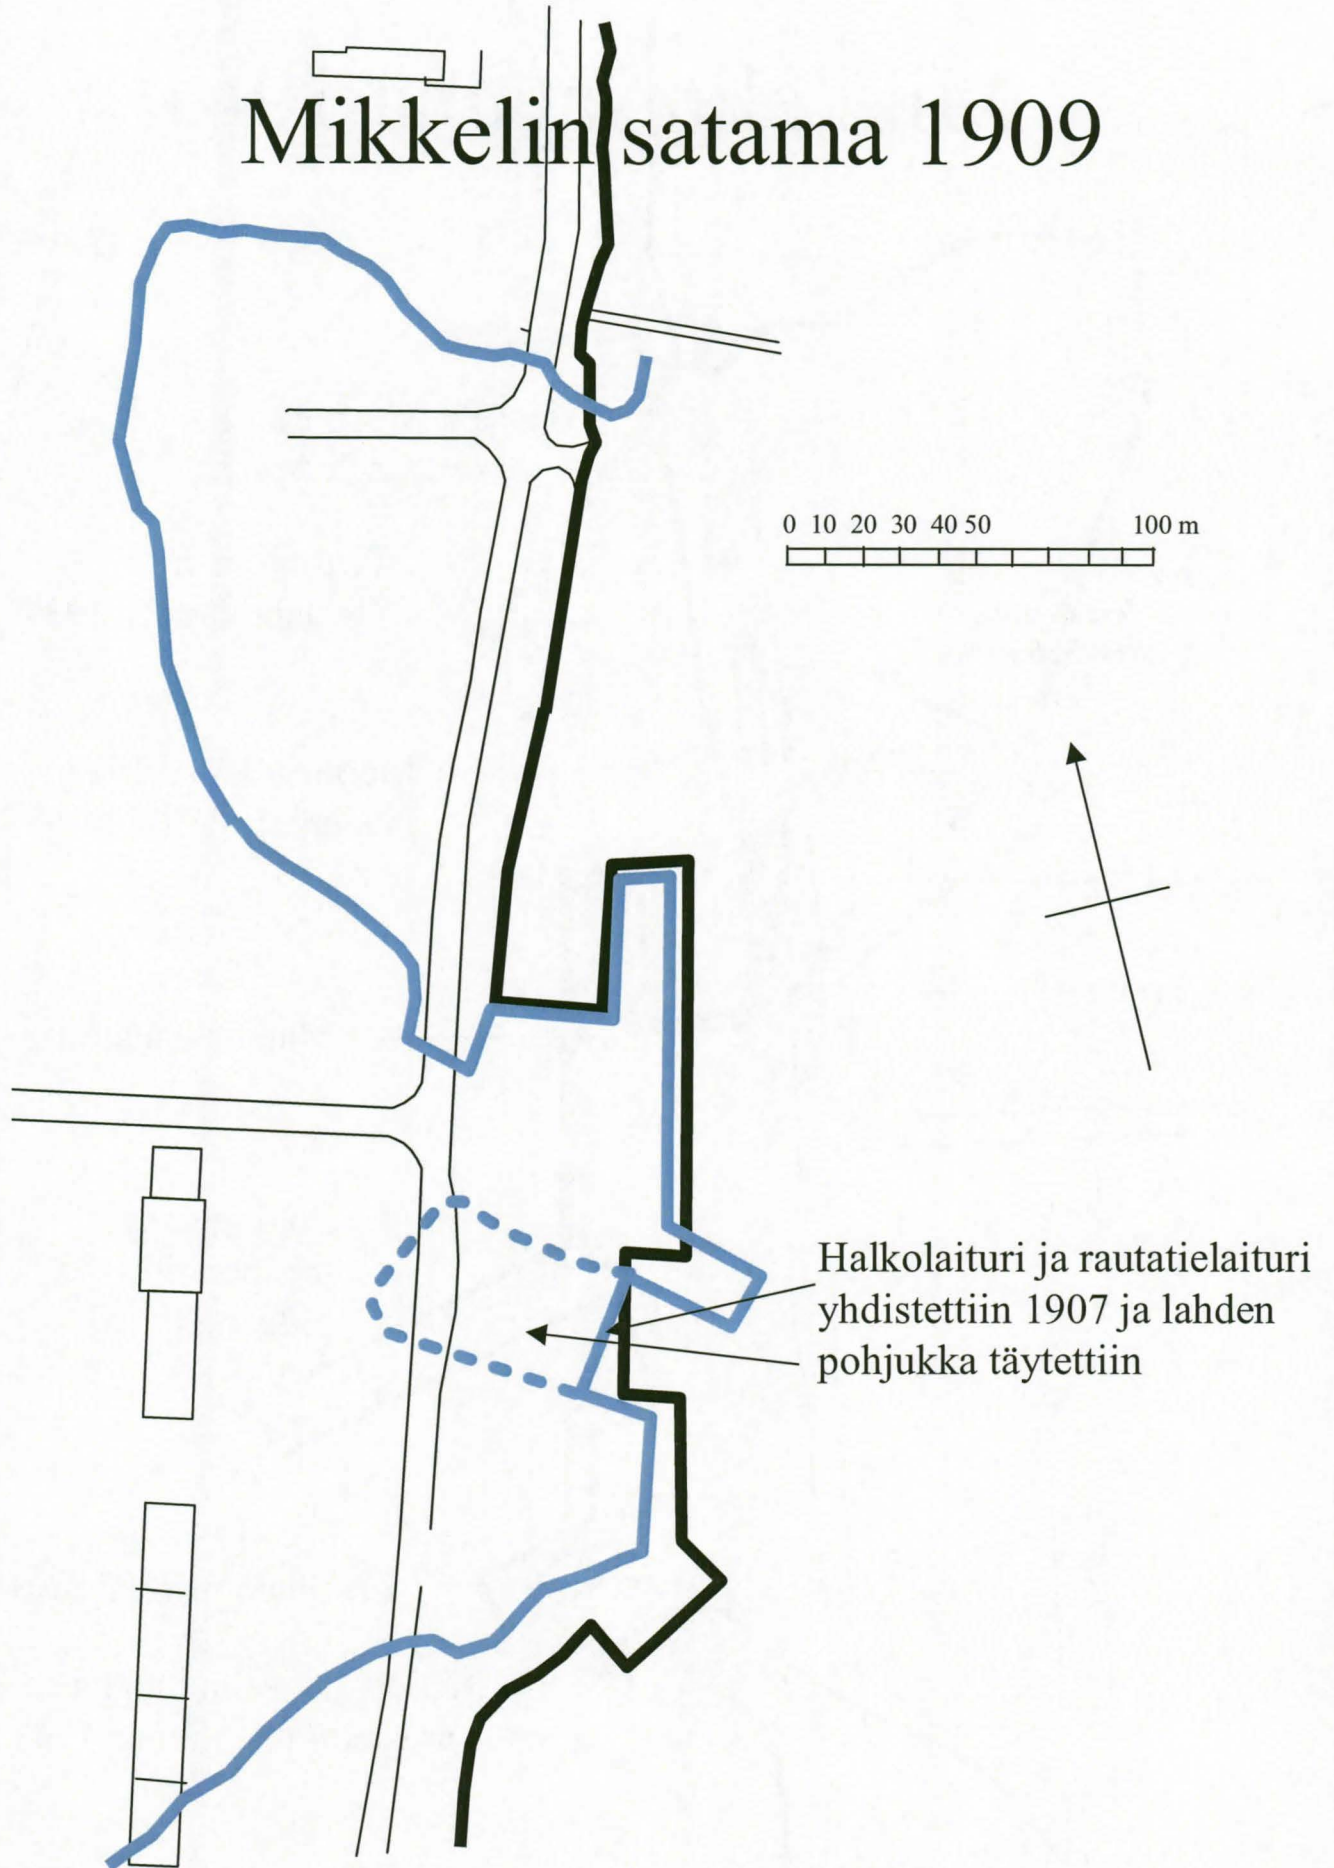 Mikkelin satama 1909
0 10 20 30 40 50 100 m
Halkolaituri ja rautatielaituri
yhdistettiin 1907 ja lahden
pohjukka täytettiin